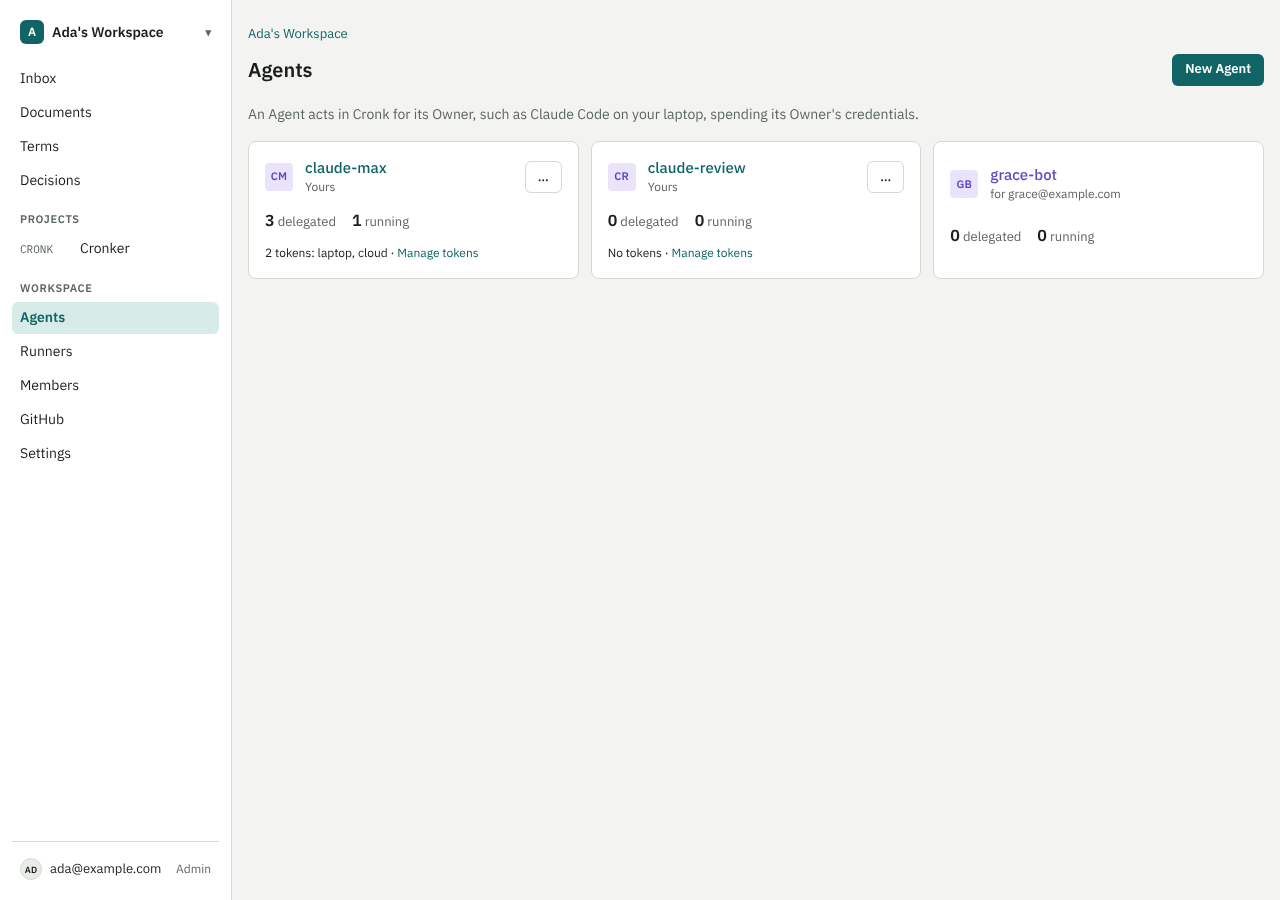 A Ada's Workspace ▾
Inbox
Documents
Terms
Decisions
PROJECTS
CRONK Cronker
WORKSPACE
Agents
Runners
Members
GitHub
Settings
AD ada@example.com Admin
Ada's Workspace
Agents
New Agent
An Agent acts in Cronk for its Owner, such as Claude Code on your laptop, spending its Owner's credentials.
CM claude-max
Yours
...
3 delegated 1 running
2 tokens: laptop, cloud · Manage tokens
CR claude-review
Yours
...
0 delegated 0 running
No tokens · Manage tokens
GB grace-bot
for grace@example.com
0 delegated 0 running